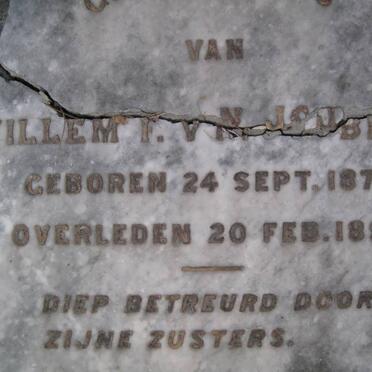 VAN
GEBOREN 24 SEPT. 187
OVERLEDEN 20 FEB. 18
DIEP BETREURD DOOR
ZIJNE ZUSTERS.